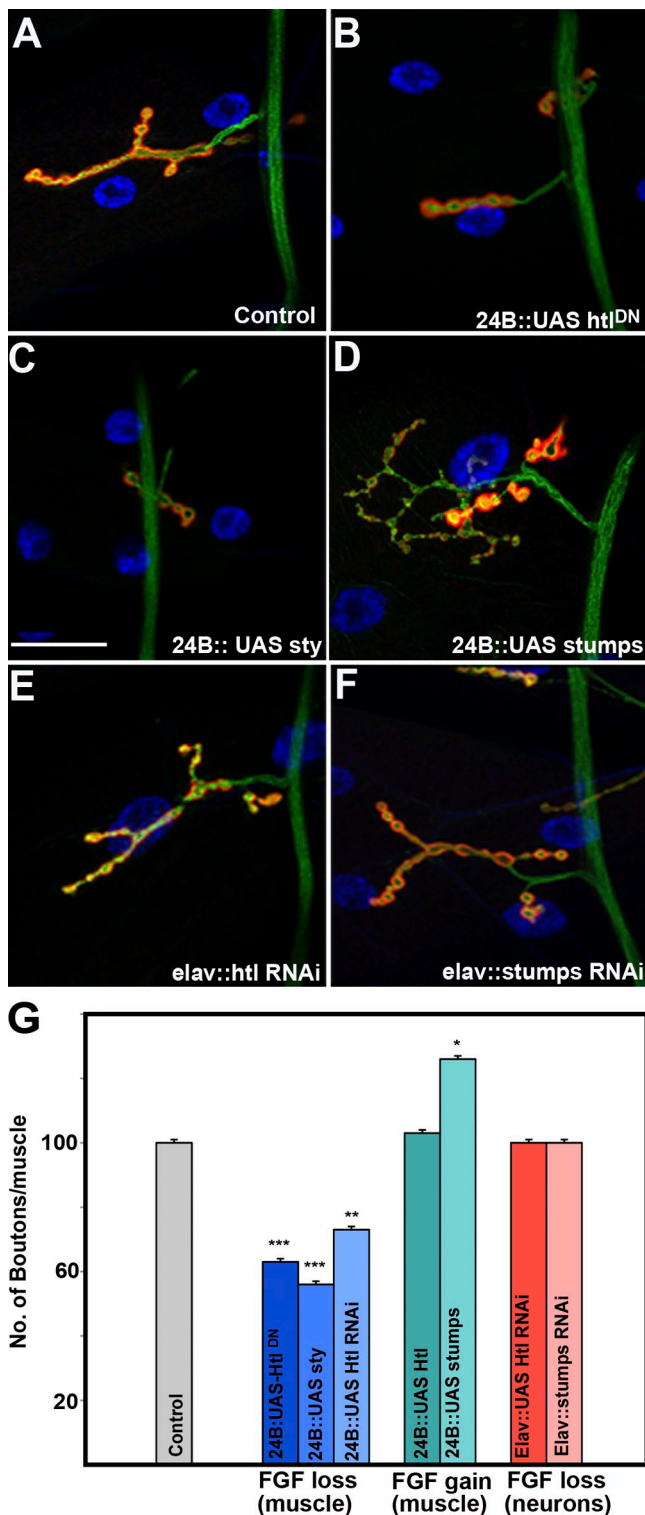 A
Control
B
24B::UAS htlDN
C
24B:: UAS sty
D
24B::UAS stumps
E
elav::htl RNAi
F
elav::stumps RNAi
G
No. of Boutons/muscle
100
60
20
Control
***
24B:UAS-Htl DN
***
24B::UAS sty
**
24B::UAS Htl RNAi
24B::UAS Htl
*
24B::UAS stumps
Elav::UAS Htl RNAi
Elav::stumps RNAi
FGF loss
(muscle)
FGF gain
(muscle)
FGF loss
(neurons)